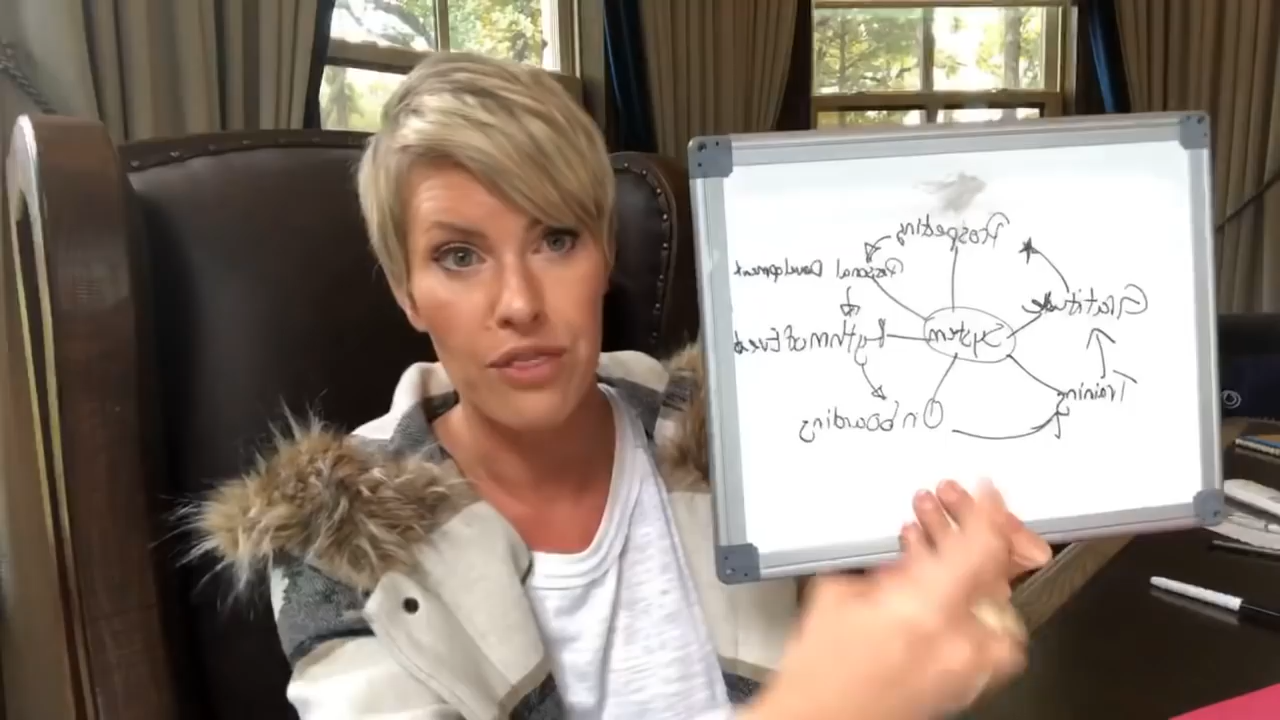 Prospecting
Personal Development
Gratitude
System
Rythm of Events
Training
Onboarding